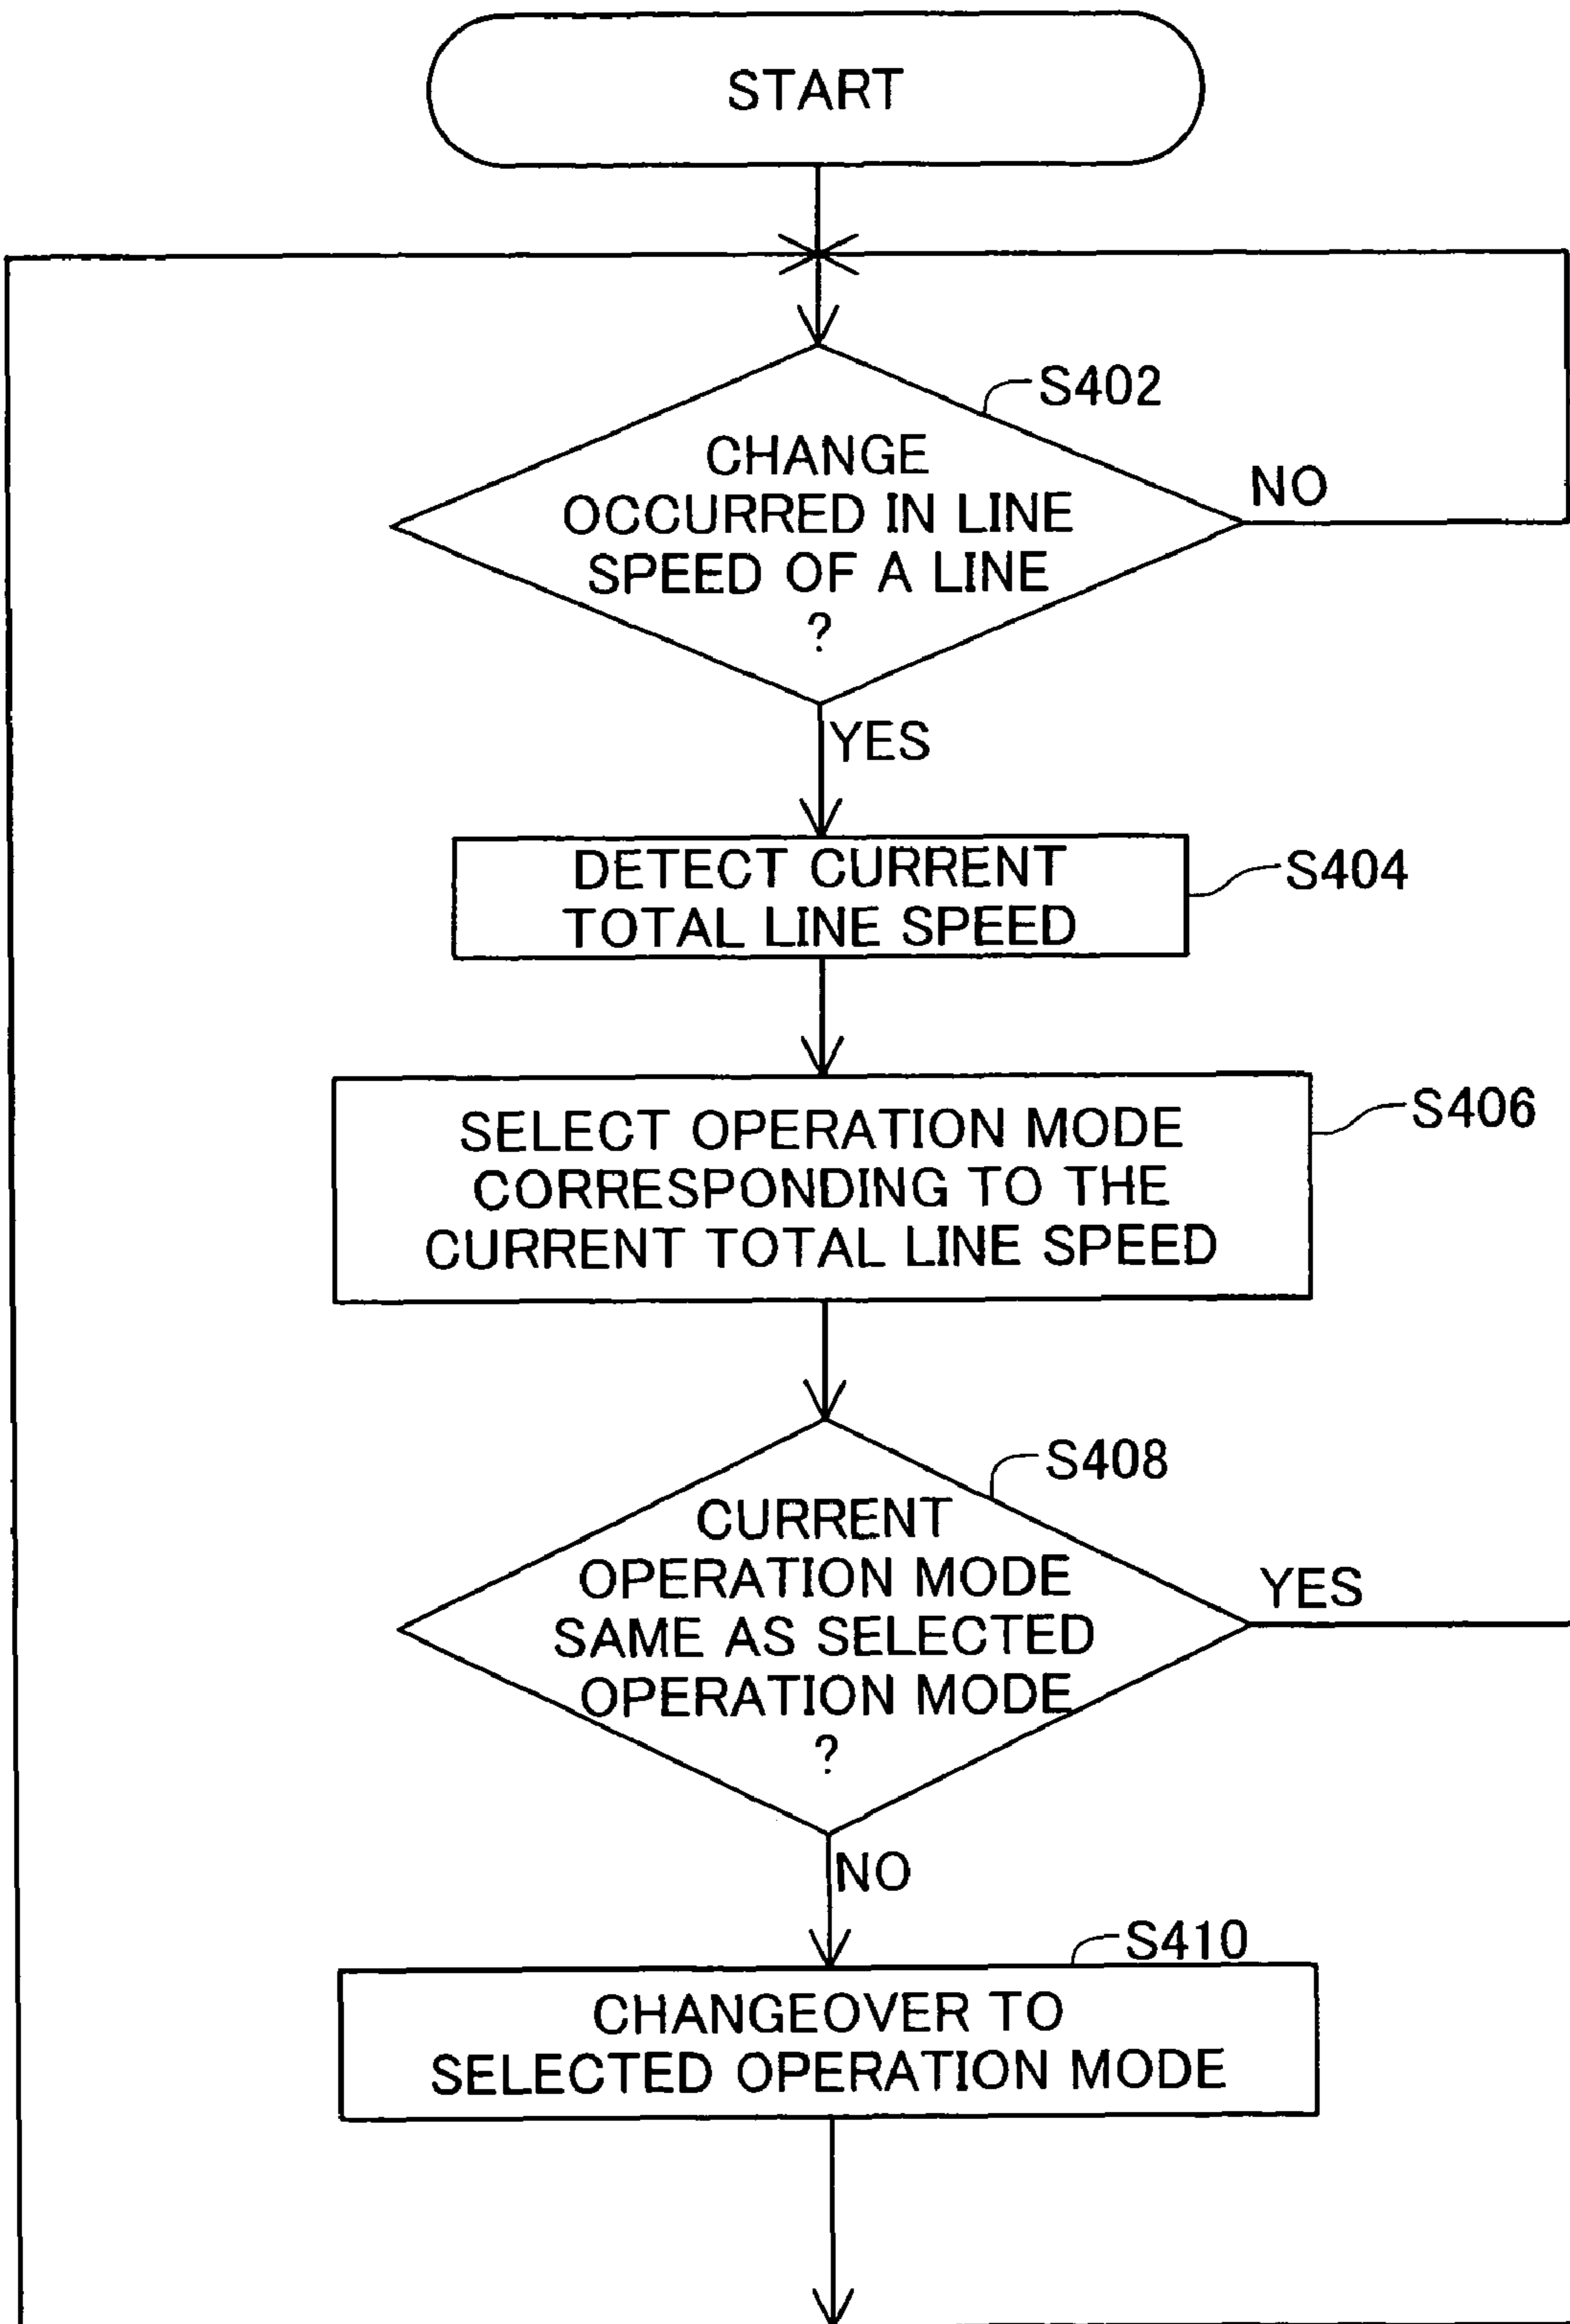 START
S402
CHANGE
OCCURRED IN LINE
SPEED OF A LINE
?
NO
YES
DETECT CURRENT
TOTAL LINE SPEED
S404
SELECT OPERATION MODE
CORRESPONDING TO THE
CURRENT TOTAL LINE SPEED
S406
S408
CURRENT
OPERATION MODE
SAME AS SELECTED
OPERATION MODE
?
YES
NO
S410
CHANGEOVER TO
SELECTED OPERATION MODE